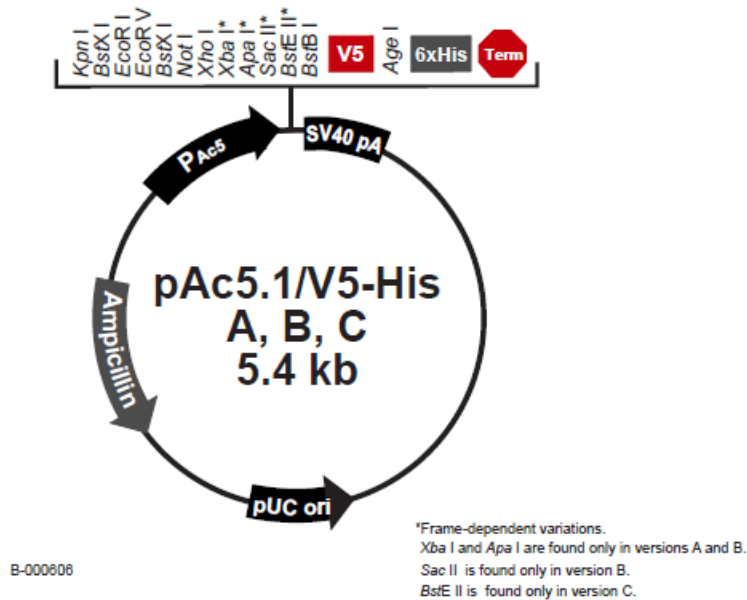 Kpn I
BstX I
EcoR I
EcoR V
BstX I
Not I
Xho I
Xba I*
Apa I*
Sac II*
BstE II*
BstB I
V5
Age I
6xHis
Term
PAc5
SV40 pA
pAc5.1/V5-His
A, B, C
5.4 kb
Ampicillin
pUC ori
*Frame-dependent variations.
Xba I and Apa I are found only in versions A and B.
Sac II is found only in version B.
BstE II is found only in version C.
B-000606